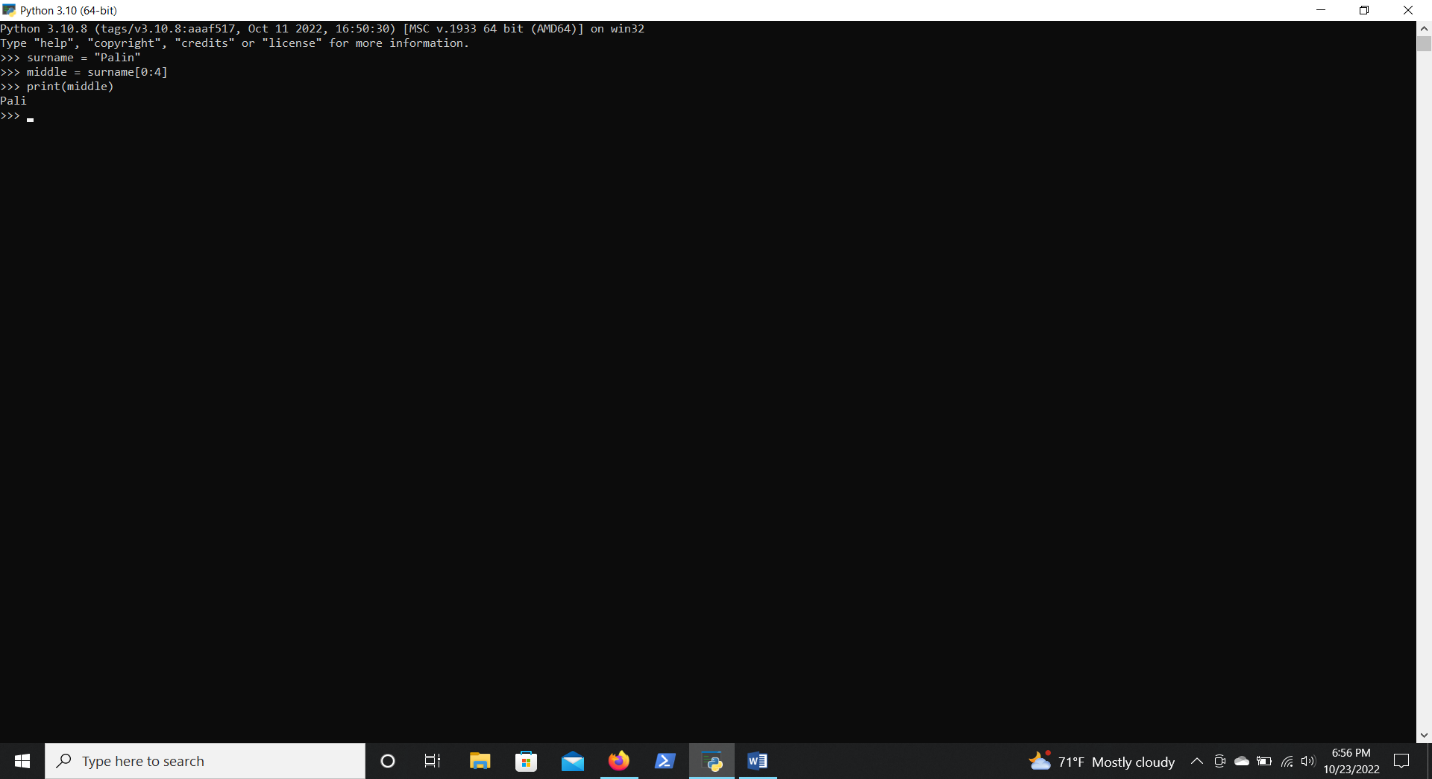 Python 3.10 (64-bit)
Python 3.10.8 (tags/v3.10.8:aaaf517, Oct 11 2022, 16:50:30) [MSC v.1933 64 bit (AMD64)] on win32
Type "help", "copyright", "credits" or "license" for more information.
>>> surname = "Palin"
>>> middle = surname[0:4]
>>> print(middle)
Pali
>>>
Type here to search
71°F Mostly cloudy
6:56 PM
10/23/2022